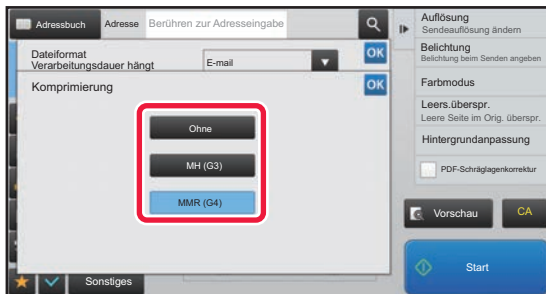 Adressbuch Adresse Berühren zur Adresseingabe
Dateiformat
Verarbeitungsdauer hängt
E-mail
OK
Komprimierung
OK
Ohne
MH (G3)
MMR (G4)
Sonstiges
Auflösung
Sendeauflösung ändern
Belichtung
Belichtung beim Senden angeben
Farbmodus
Leers.überspr.
Leere Seite im Orig. überspr.
Hintergrundanpassung
PDF-Schräglagenkorrektur
Vorschau
CA
Start